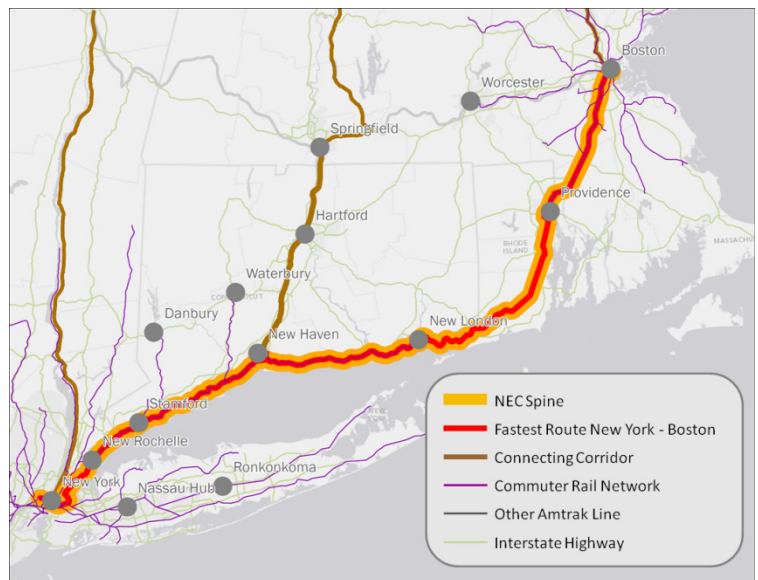 Boston
Worcester
Springfield
Providence
Hartford
RHODE
ISLAND
MASSACHU
Waterbury
Danbury
New London
New Haven
Stamford
New Rochelle
Ronkonkoma
New York
Nassau Hub
NEC Spine
Fastest Route New York - Boston
Connecting Corridor
Commuter Rail Network
Other Amtrak Line
Interstate Highway